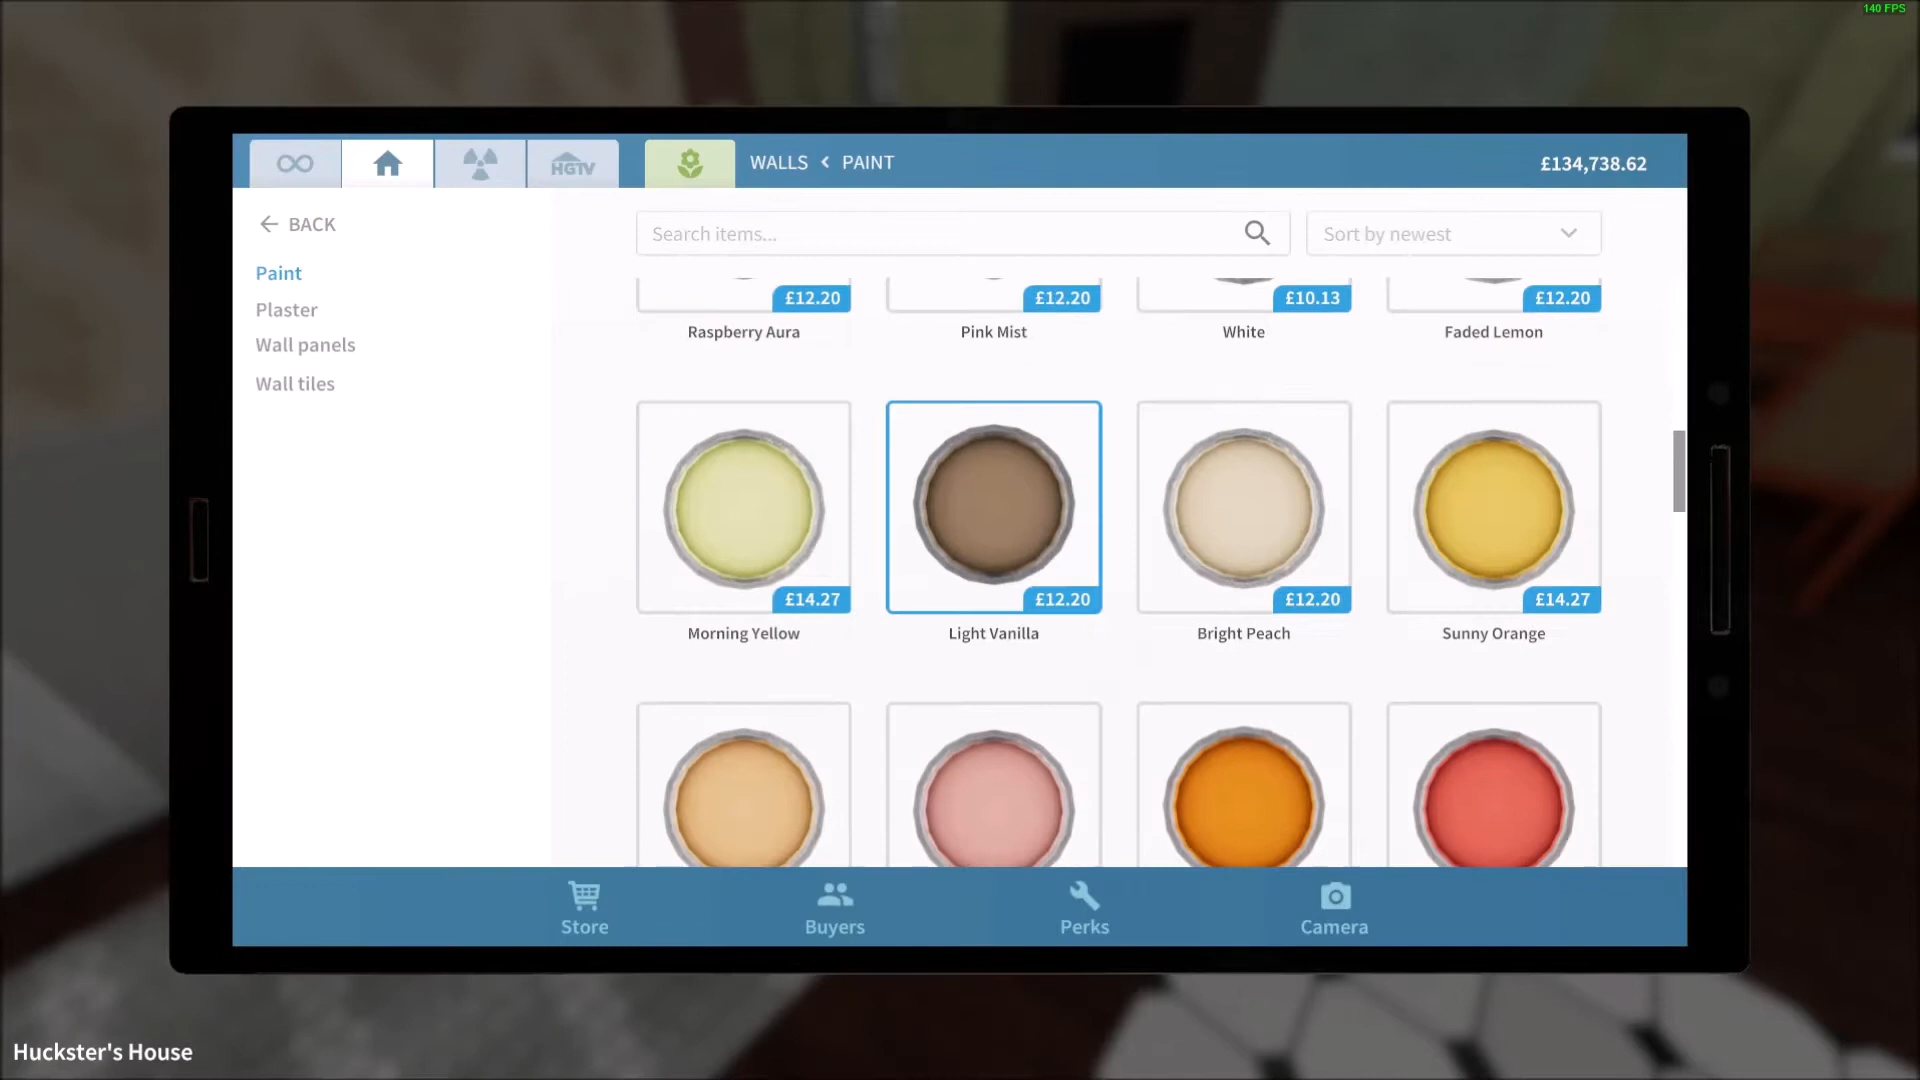 140 FPS
HGTV
WALLS < PAINT
£134,738.62
BACK
Search items...
Sort by newest
Paint
Plaster
Wall panels
Wall tiles
£12.20
£12.20
£10.13
£12.20
Raspberry Aura
Pink Mist
White
Faded Lemon
£14.27
£12.20
£12.20
£14.27
Morning Yellow
Light Vanilla
Bright Peach
Sunny Orange
Store
Buyers
Perks
Camera
Huckster's House